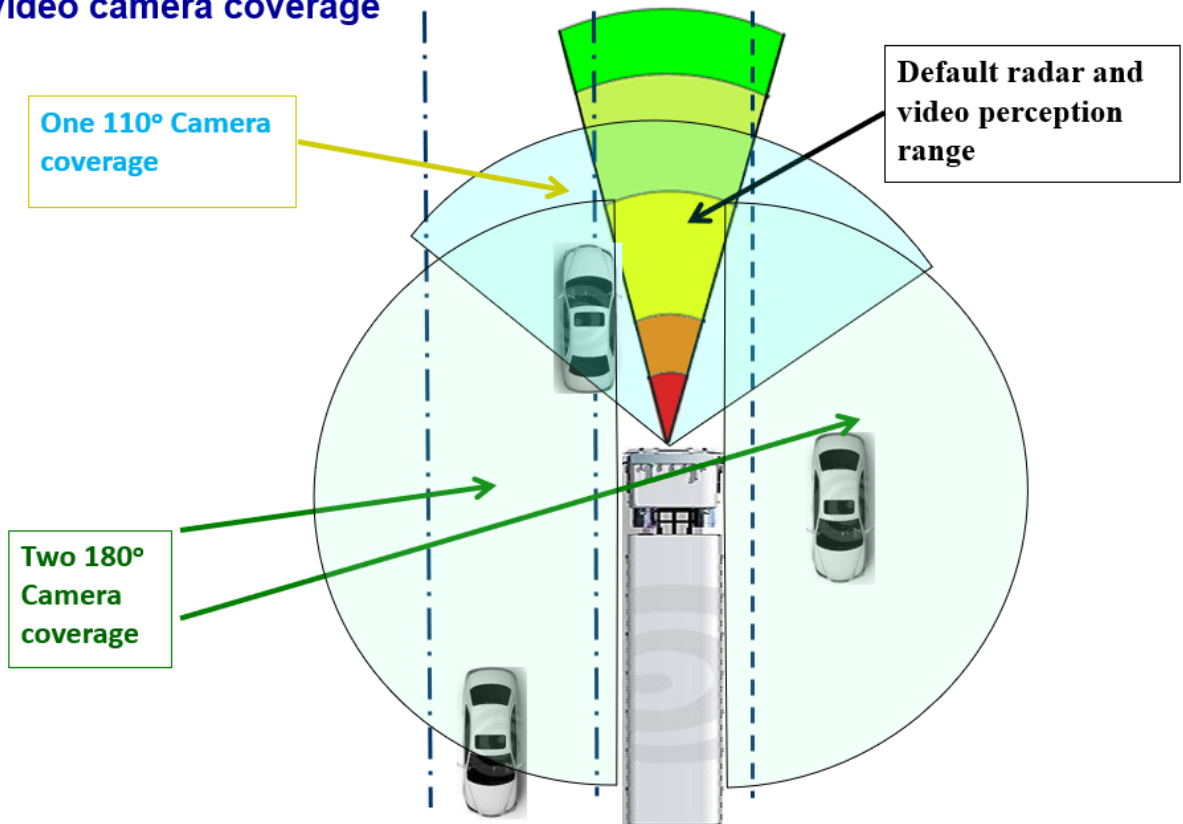 Video camera coverage
One 110° Camera
coverage
Default radar and
video perception
range
Two 180°
Camera
coverage